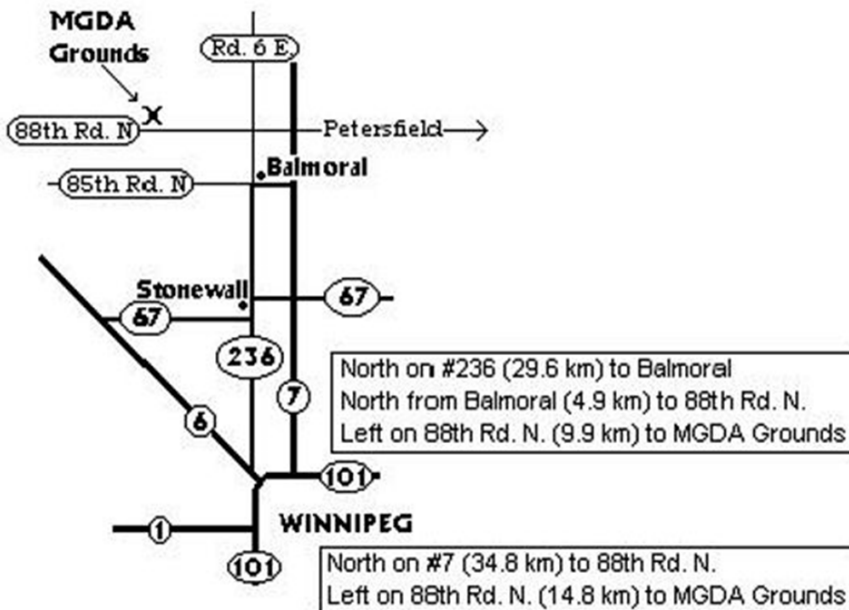 MGDA
Grounds
Rd. 6 E.
88th Rd. N
Petersfield
Balmoral
85th Rd. N
Stonewall
67
67
236
7
6
North on #236 (29.6 km) to Balmoral
North from Balmoral (4.9 km) to 88th Rd. N.
Left on 88th Rd. N. (9.9 km) to MGDA Grounds
101
1
WINNIPEG
101
North on #7 (34.8 km) to 88th Rd. N.
Left on 88th Rd. N. (14.8 km) to MGDA Grounds